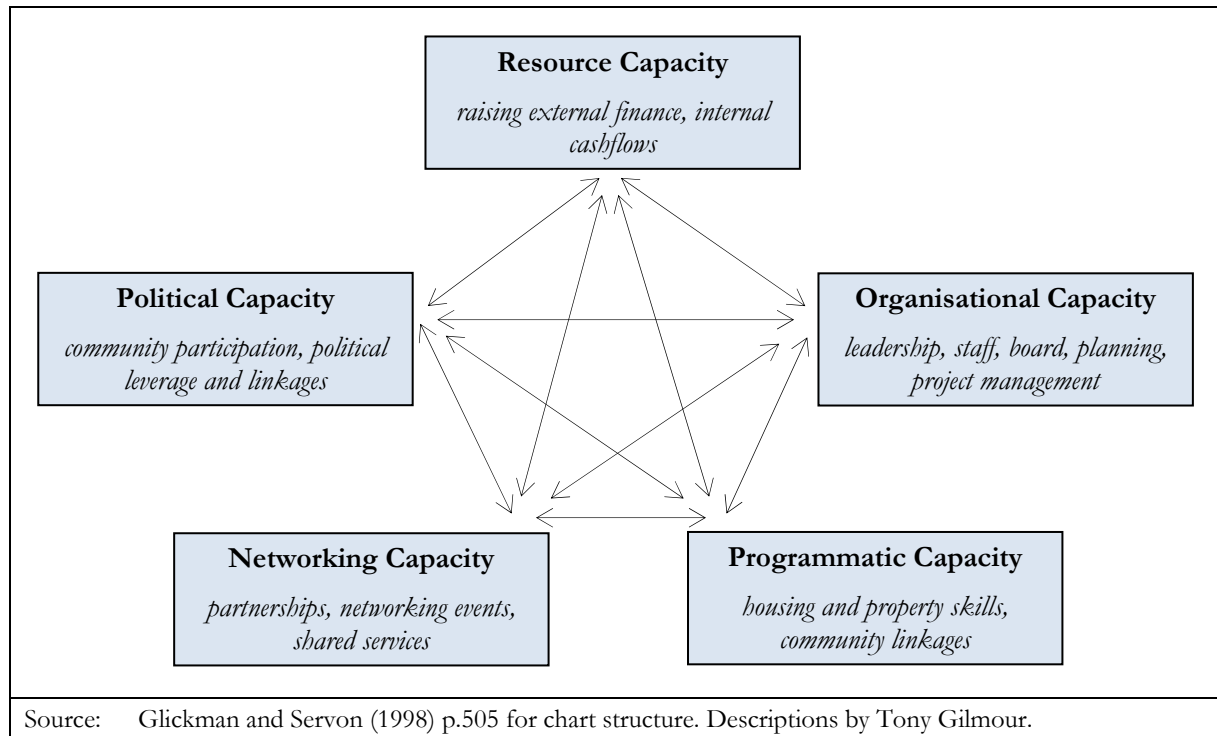 Resource Capacity
raising external finance, internal
cashflows
Political Capacity
community participation, political
leverage and linkages
Organisational Capacity
leadership, staff, board, planning,
project management
Networking Capacity
partnerships, networking events,
shared services
Programmatic Capacity
housing and property skills,
community linkages
Source: Glickman and Servon (1998) p.505 for chart structure. Descriptions by Tony Gilmour.